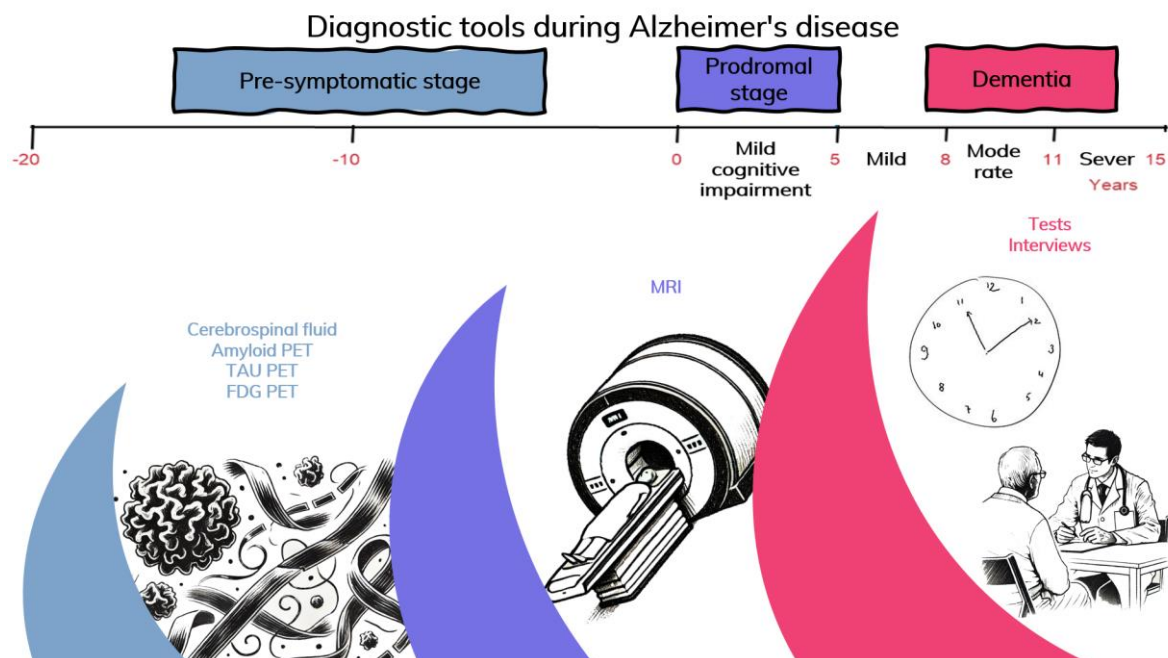 Diagnostic tools during Alzheimer's disease
Pre-symptomatic stage
Prodromal
stage
Dementia
-20
-10
0
Mild
cognitive
impairment
5
Mild
8
Mode
rate
11
Sever
15
Years
Cerebrospinal fluid
Amyloid PET
TAU PET
FDG PET
MRI
MRI
Tests
Interviews
12
1
2
3
4
5
6
7
8
9
10
11